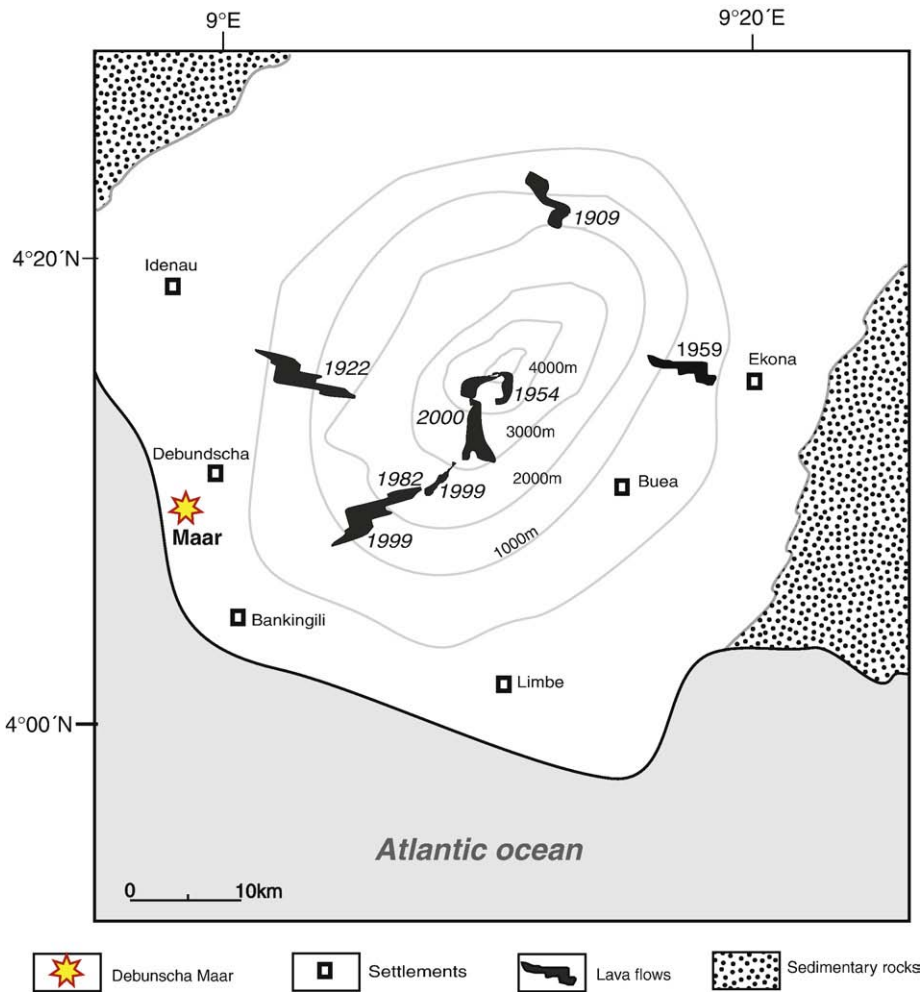 9°E
9°20´E
4°20´N
Idenau
1909
1922
1959
Ekona
4000m
1954
2000
3000m
Debundscha
1982
1999
2000m
Buea
Maar
1999
1000m
Bankingili
Limbe
4°00´N
Atlantic ocean
0 10km
Debunscha Maar
Settlements
Lava flows
Sedimentary rocks